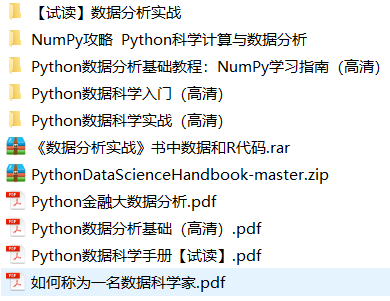 【试读】数据分析实战
NumPy攻略 Python科学计算与数据分析
Python数据分析基础教程：NumPy学习指南（高清）
Python数据科学入门（高清）
Python数据科学实战（高清）
《数据分析实战》书中数据和R代码.rar
PythonDataScienceHandbook-master.zip
Python金融大数据分析.pdf
Python数据分析基础（高清）.pdf
Python数据科学手册【试读】.pdf
如何称为一名数据科学家.pdf